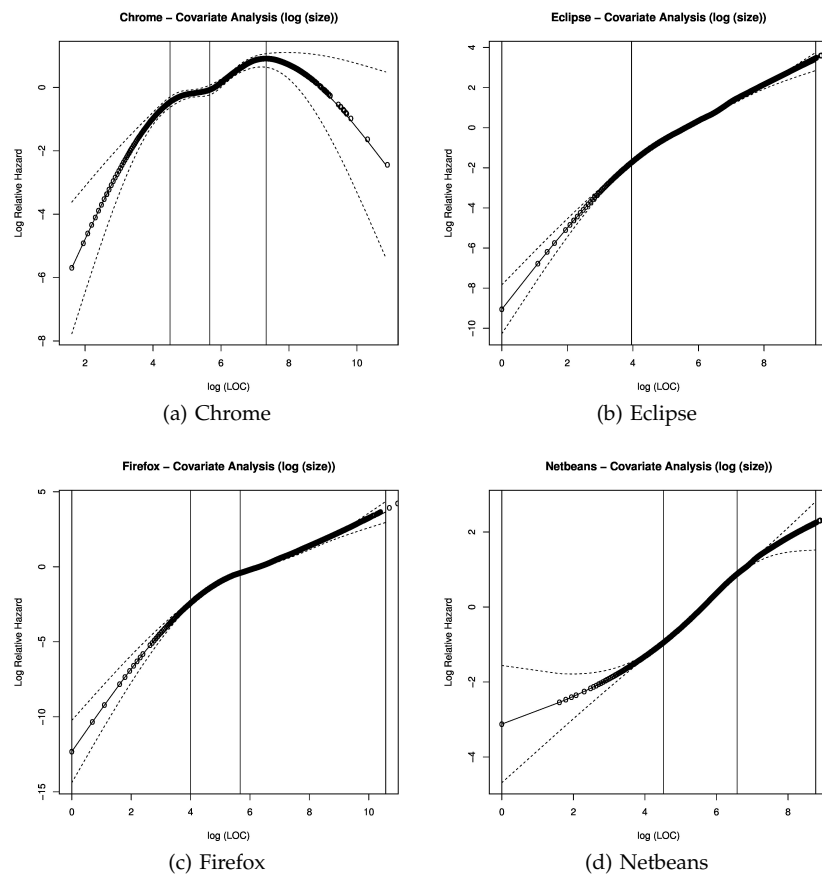 Chrome − Covariate Analysis (log (size))
Log Relative Hazard
0
−2
−4
−6
−8
2 4 6 8 10
log (LOC)
(a) Chrome
Eclipse − Covariate Analysis (log (size))
Log Relative Hazard
4
2
0
−2
−4
−6
−8
−10
0 2 4 6 8
log (LOC)
(b) Eclipse
Firefox − Covariate Analysis (log (size))
Log Relative Hazard
5
0
−5
−10
−15
0 2 4 6 8 10
log (LOC)
(c) Firefox
Netbeans − Covariate Analysis (log (size))
Log Relative Hazard
2
0
−2
−4
0 2 4 6 8
log (LOC)
(d) Netbeans